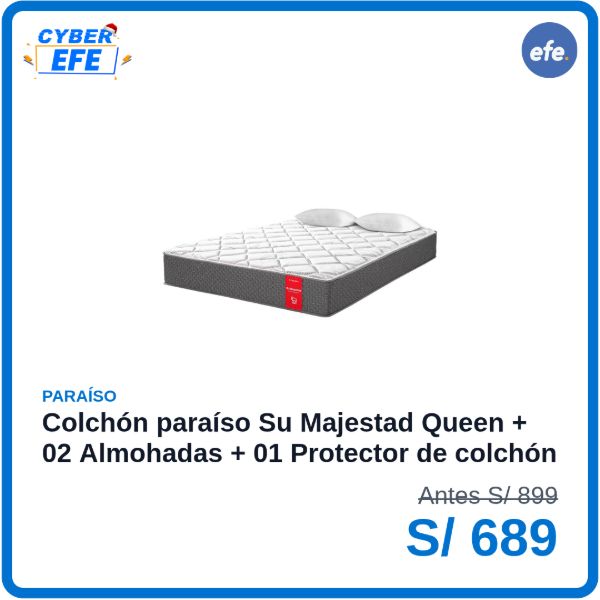 CYBER
EFE
efe.
PARAÍSO
Colchón paraíso Su Majestad Queen +
02 Almohadas + 01 Protector de colchón
Antes S/ 899
S/ 689